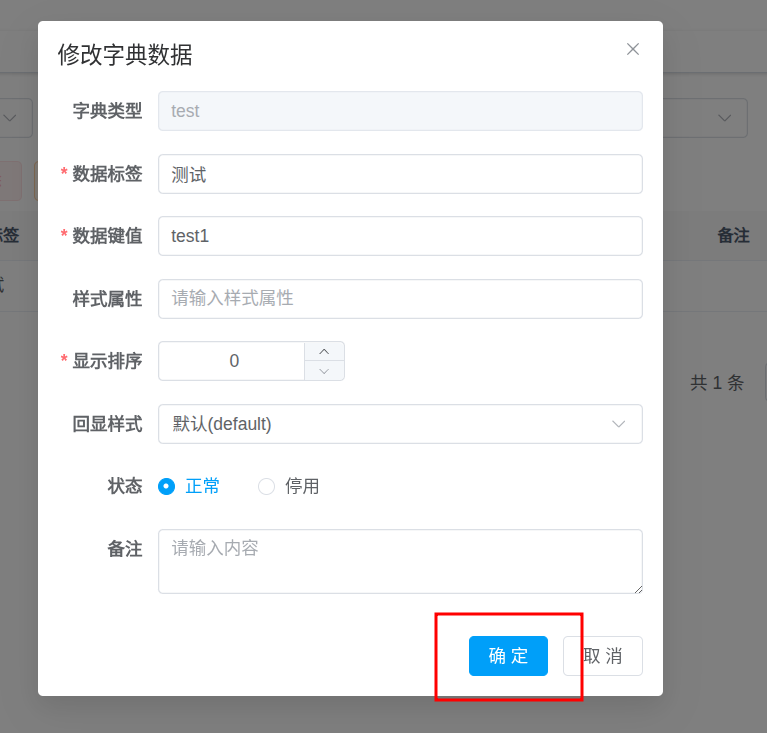 修改字典数据
字典类型 test
* 数据标签 测试
标签
* 数据键值 test1
备注
样式属性 请输入样式属性
* 显示排序 0
共 1 条
回显样式 默认(default)
状态 正常 停用
备注 请输入内容
确 定 取 消